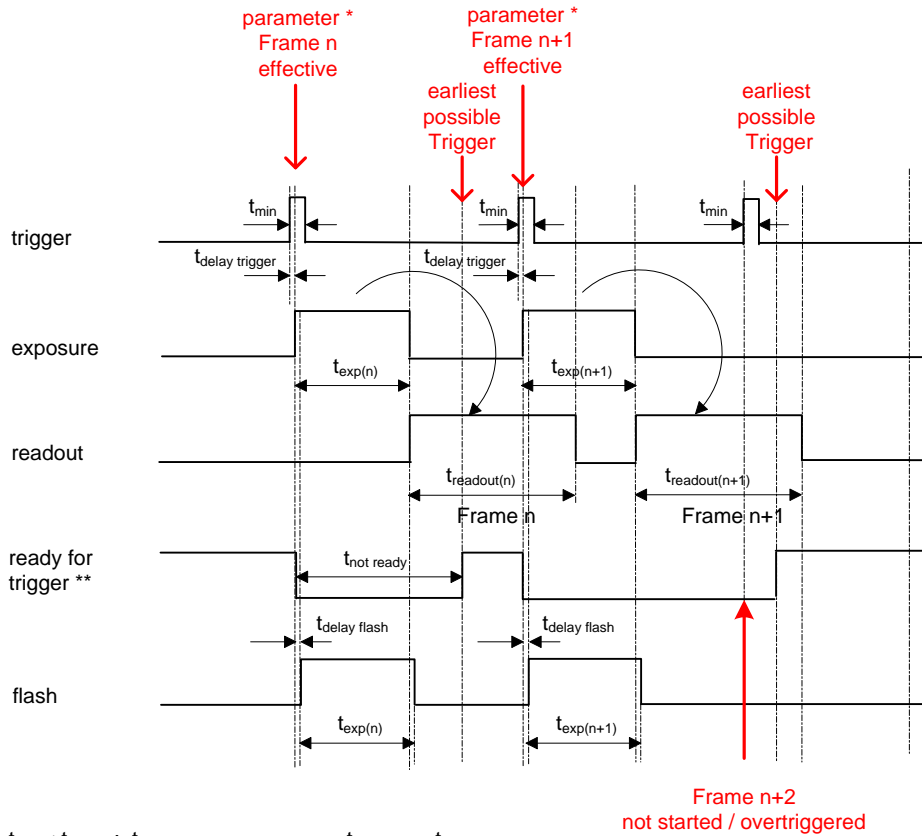 parameter *
Frame n
effective
parameter *
Frame n+1
effective
earliest
possible
Trigger
earliest
possible
Trigger
trigger
tmin
tmin
tmin
tdelay trigger
tdelay trigger
exposure
texp(n)
texp(n+1)
readout
treadout(n)
treadout(n+1)
Frame n
Frame n+1
ready for
trigger **
tnot ready
tdelay flash
tdelay flash
flash
texp(n)
texp(n+1)
Frame n+2
not started / overtriggered